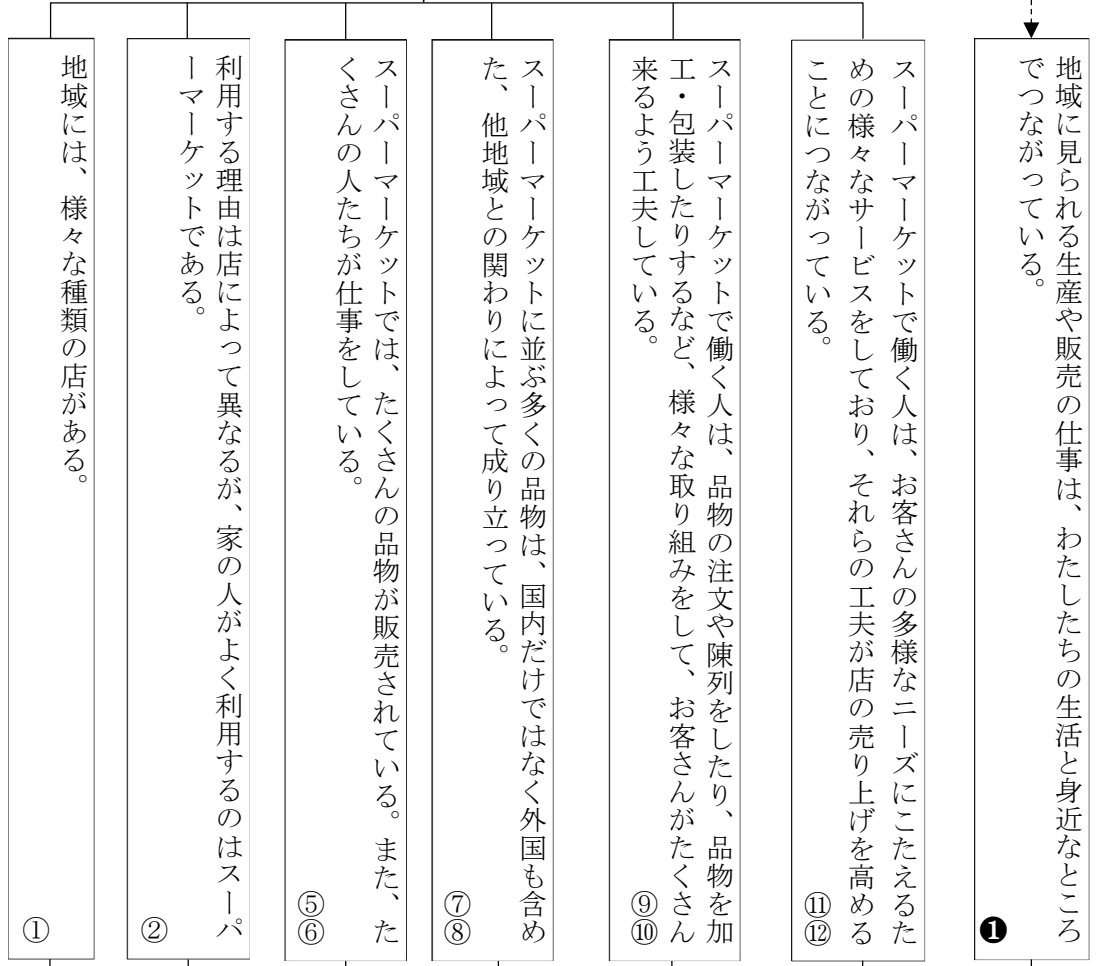 地域に見られる生産や販売の仕事は、わたしたちの生活と身近なところ
でつながっている。
❶
スーパーマーケットで働く人は、お客さんの多様なニーズにこたえるた
めの様々なサービスをしており、それらの工夫が店の売り上げを高める
ことにつながっている。
⑪⑫
スーパーマーケットで働く人は、品物の注文や陳列をしたり、品物を加
工・包装したりするなど、様々な取り組みをして、お客さんがたくさん
来るよう工夫している。
⑨⑩
スーパーマーケットに並ぶ多くの品物は、国内だけではなく外国も含め
た、他地域との関わりによって成り立っている。
⑦⑧
スーパーマーケットでは、たくさんの品物が販売されている。また、た
くさんの人たちが仕事をしている。
⑤⑥
利用する理由は店によって異なるが、家の人がよく利用するのはスーパ
ーマーケットである。
②
地域には、様々な種類の店がある。
①